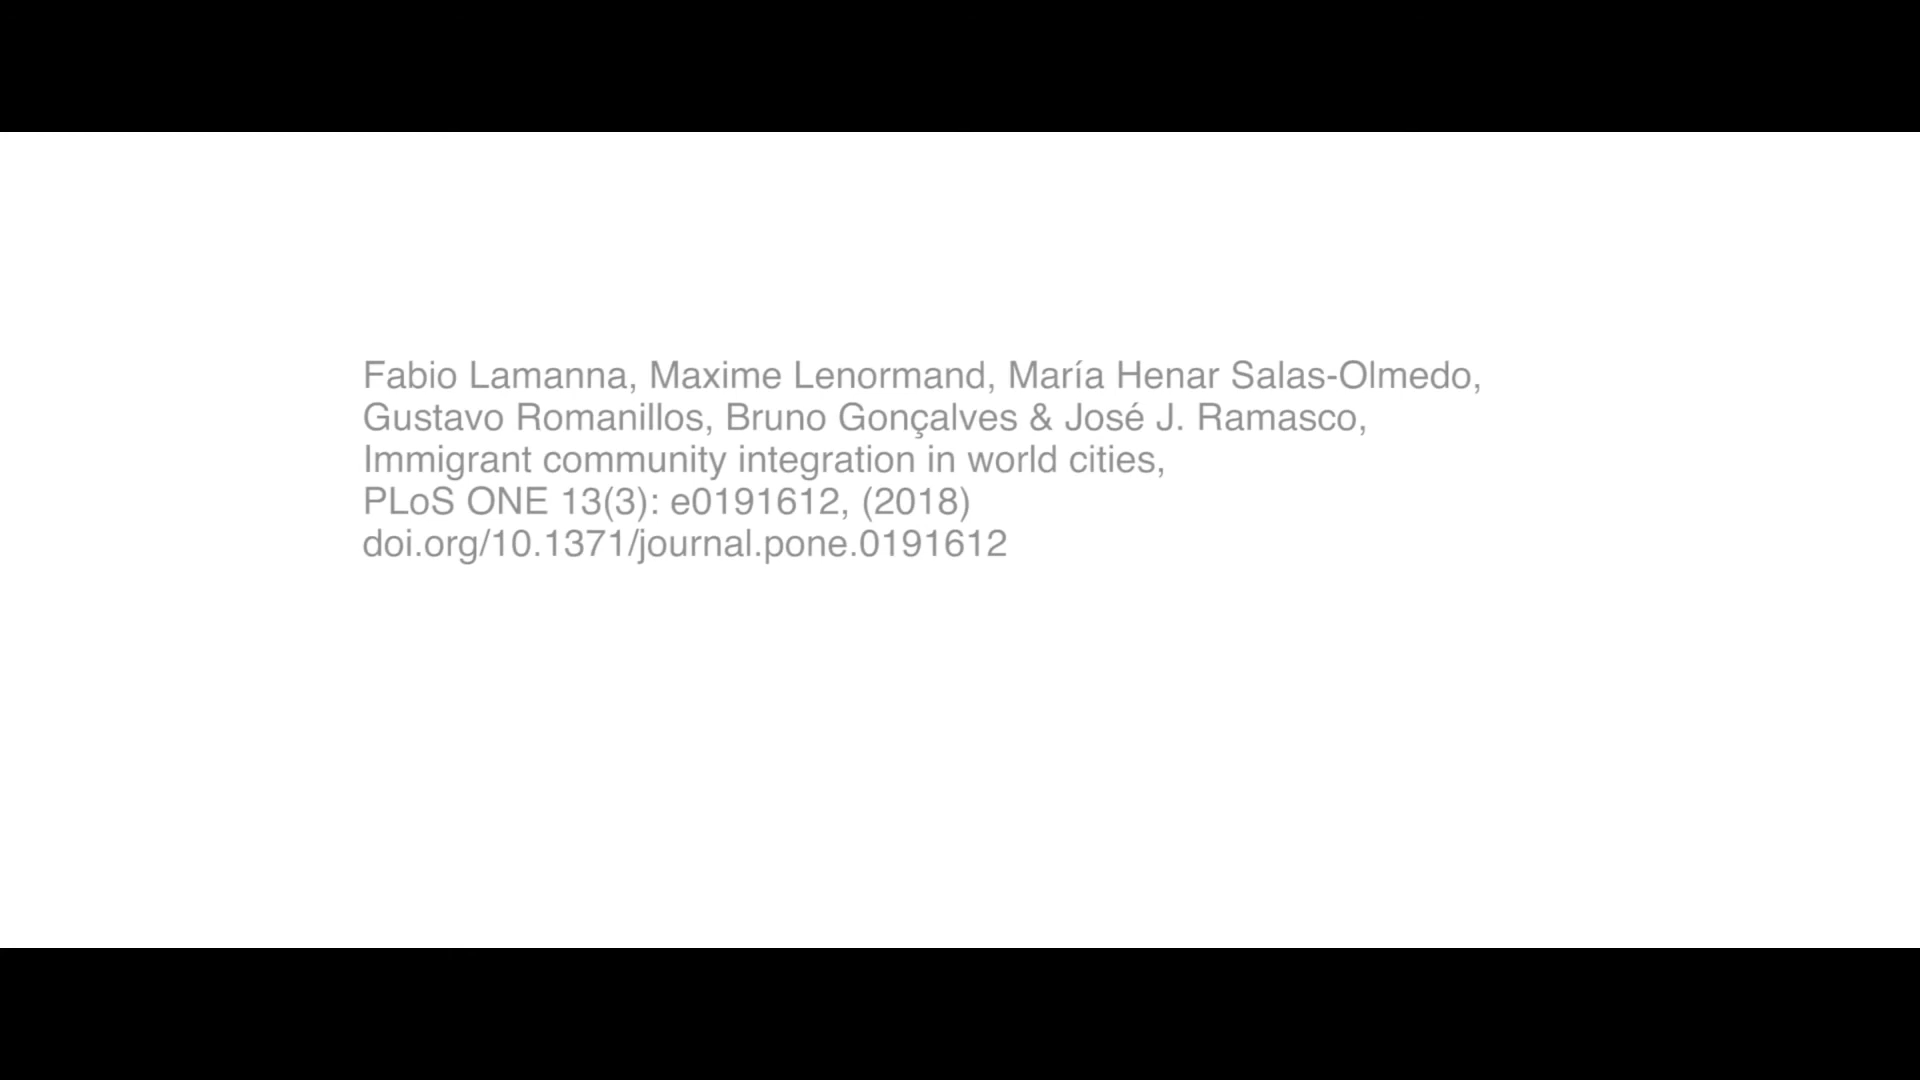 Fabio Lamanna, Maxime Lenormand, María Henar Salas-Olmedo,
Gustavo Romanillos, Bruno Gonçalves & José J. Ramasco,
Immigrant community integration in world cities,
PLoS ONE 13(3): e0191612, (2018)
doi.org/10.1371/journal.pone.0191612